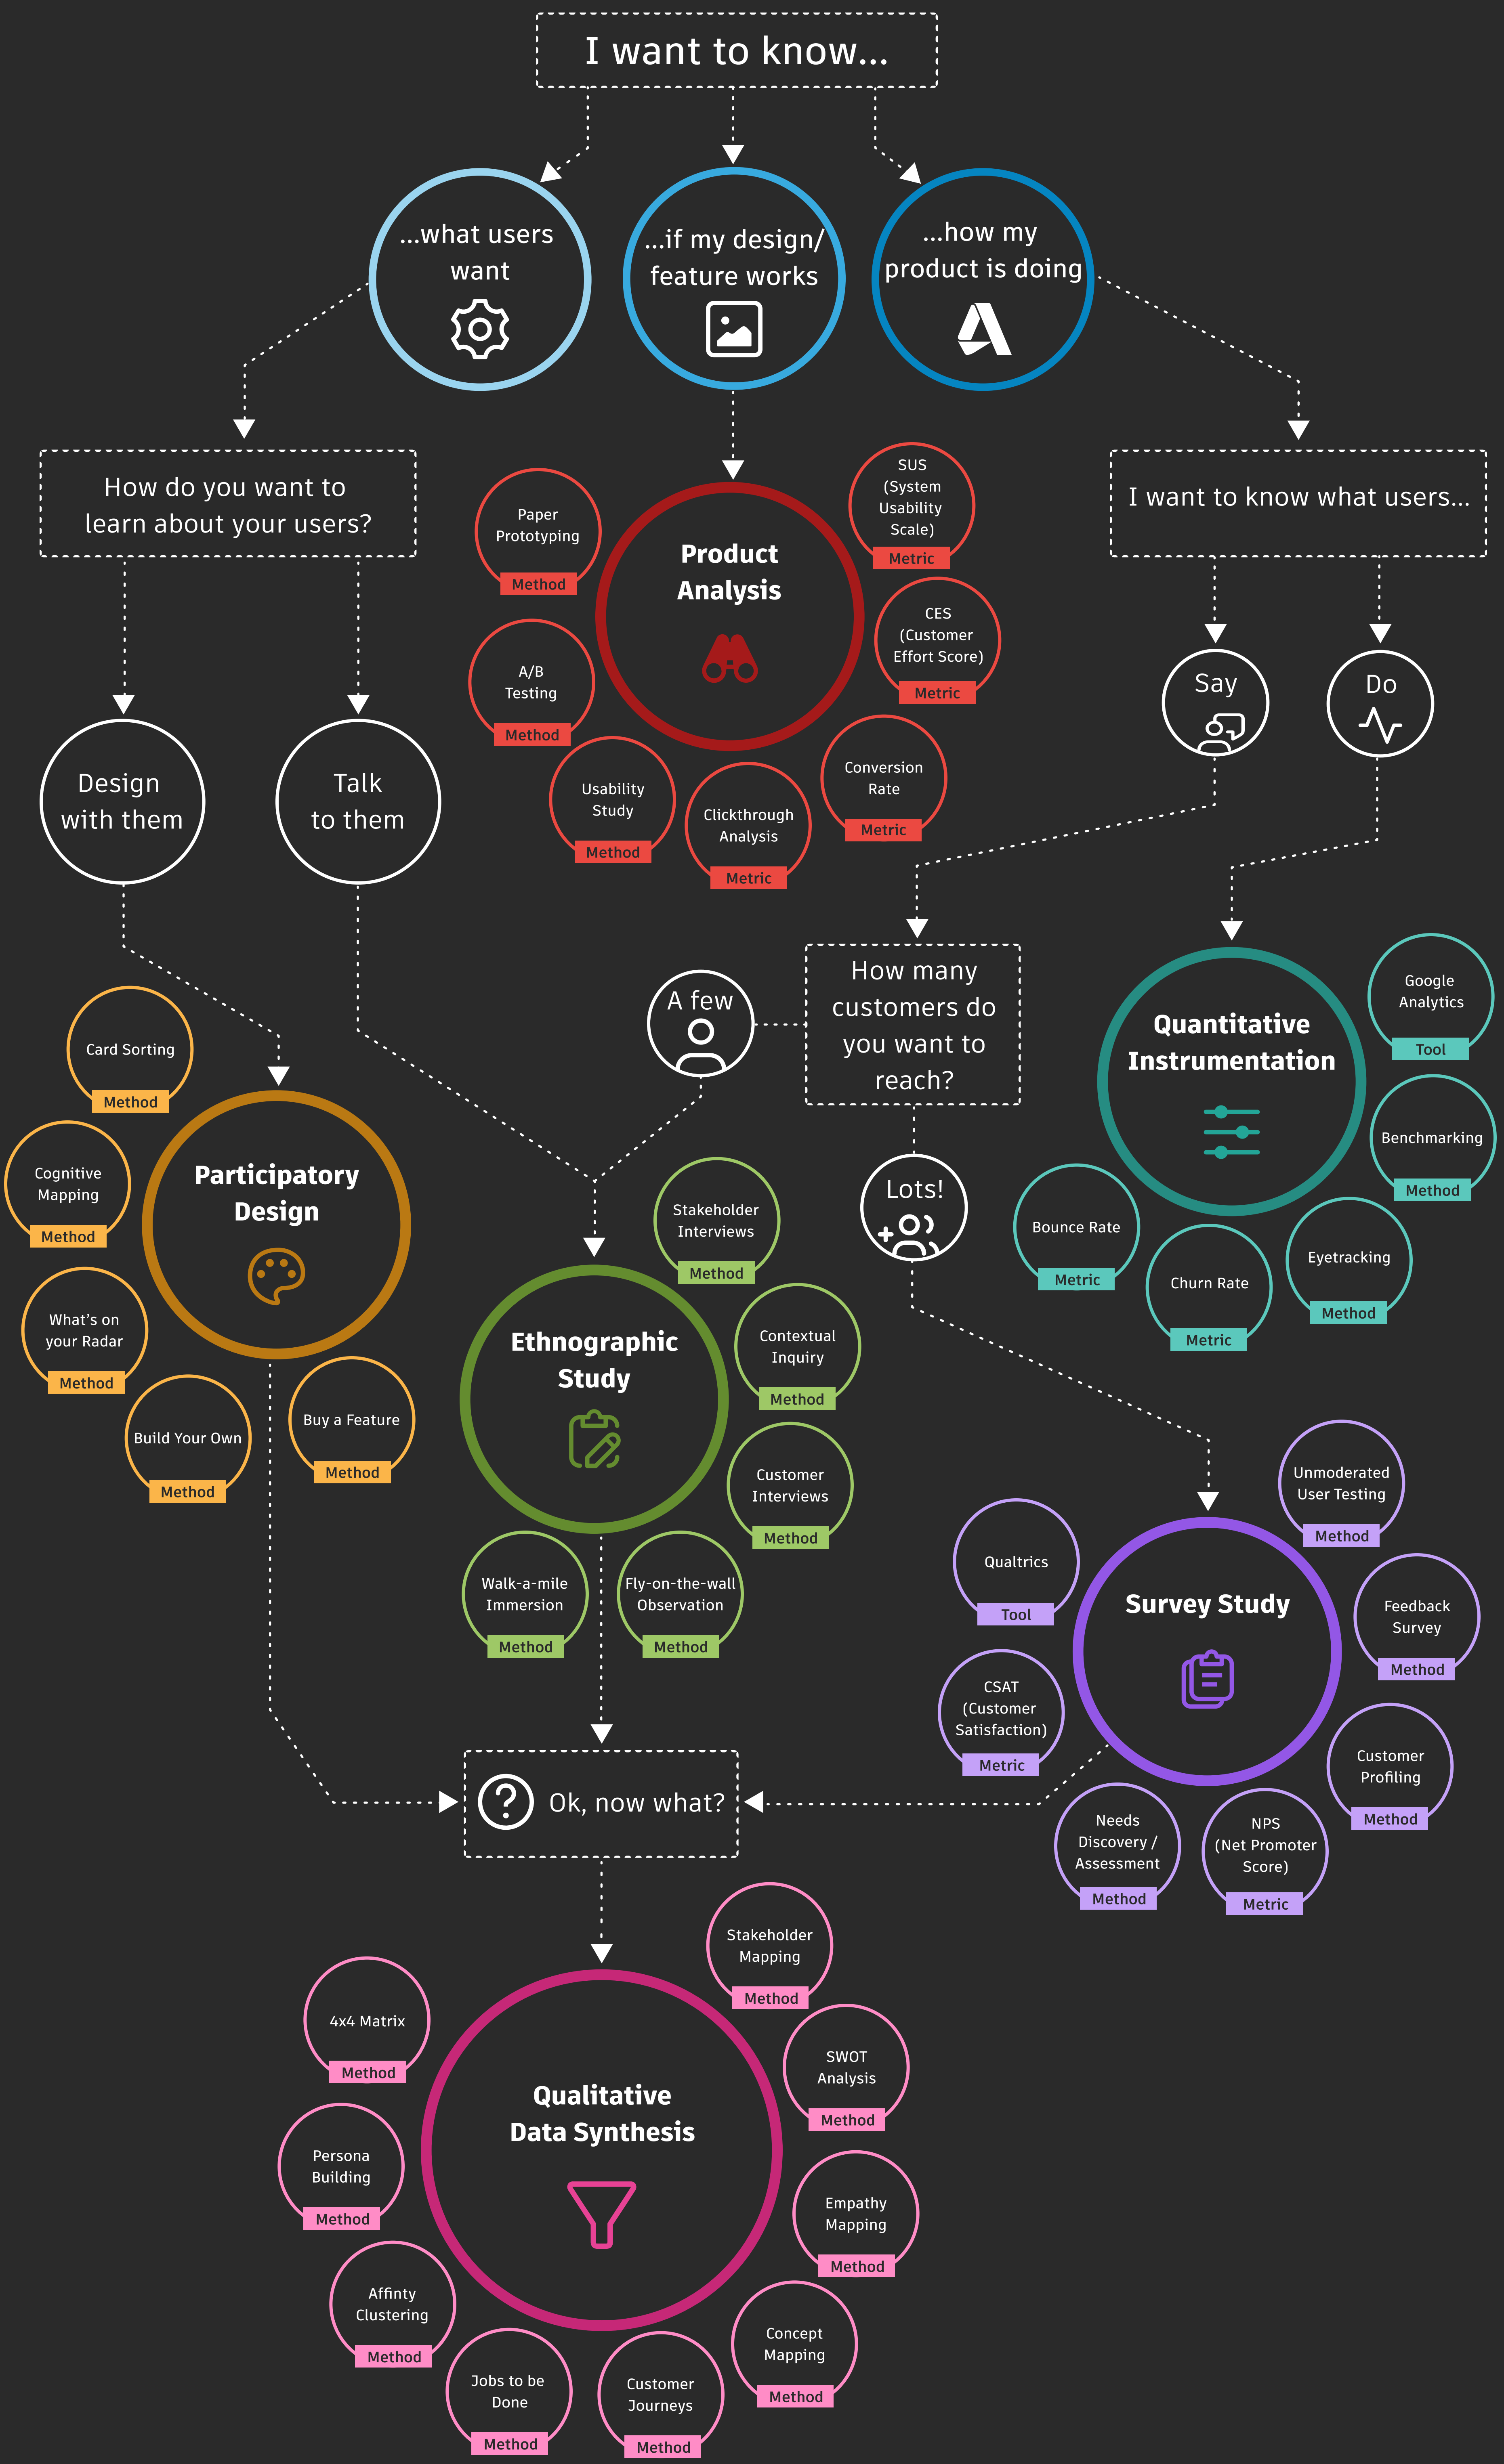 I want to know...
...what users
want
...if my design/
feature works
...how my
product is doing
How do you want to
learn about your users?
I want to know what users...
Design
with them
Talk
to them
Say
Do
Product
Analysis
Paper
Prototyping
Method
A/B
Testing
Method
Usability
Study
Method
Clickthrough
Analysis
Metric
Conversion
Rate
Metric
CES
(Customer
Effort Score)
Metric
SUS
(System
Usability
Scale)
Metric
How many
customers do
you want to
reach?
A few
Lots!
Quantitative
Instrumentation
Google
Analytics
Tool
Benchmarking
Method
Eyetracking
Method
Churn Rate
Metric
Bounce Rate
Metric
Participatory
Design
Card Sorting
Method
Cognitive
Mapping
Method
What's on
your Radar
Method
Build Your Own
Method
Buy a Feature
Method
Ethnographic
Study
Stakeholder
Interviews
Method
Contextual
Inquiry
Method
Customer
Interviews
Method
Fly-on-the-wall
Observation
Method
Walk-a-mile
Immersion
Method
Survey Study
Unmoderated
User Testing
Method
Feedback
Survey
Method
Customer
Profiling
Method
NPS
(Net Promoter
Score)
Metric
Needs
Discovery /
Assessment
Method
CSAT
(Customer
Satisfaction)
Metric
Qualtrics
Tool
? Ok, now what?
Qualitative
Data Synthesis
Stakeholder
Mapping
Method
SWOT
Analysis
Method
Empathy
Mapping
Method
Concept
Mapping
Method
Customer
Journeys
Method
Jobs to be
Done
Method
Affinty
Clustering
Method
Persona
Building
Method
4x4 Matrix
Method